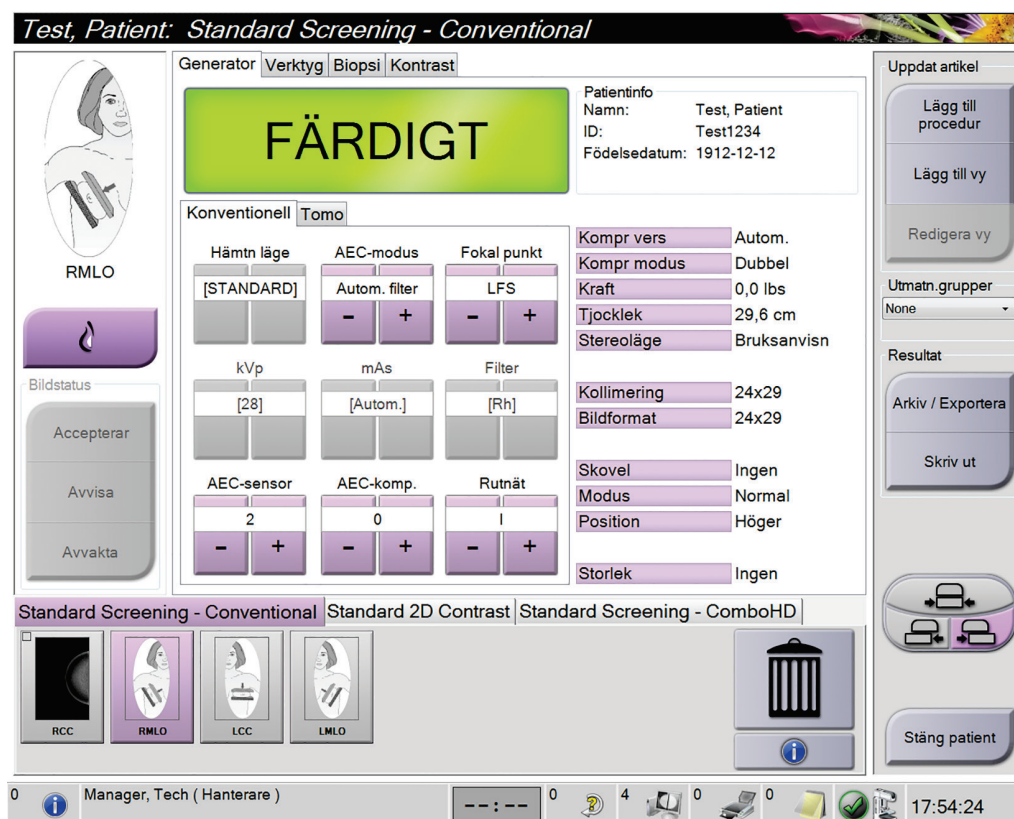 Test, Patient: Standard Screening - Conventional
RMLO
Bildstatus
Accepterar
Avvisa
Avvakta
Generator Verktyg Biopsi Kontrast
FÄRDIGT
Patientinfo
Namn: Test, Patient
ID: Test1234
Födelsedatum: 1912-12-12
Konventionell Tomo
Hämtn läge AEC-modus Fokal punkt
[STANDARD] Autom. filter LFS
- + - +
kVp mAs Filter
[28] [Autom.] [Rh]
AEC-sensor AEC-komp. Rutnät
2 0 I
- + - + - +
Kompr vers Autom.
Kompr modus Dubbel
Kraft 0,0 lbs
Tjocklek 29,6 cm
Stereoläge Bruksanvisn
Kollimering 24x29
Bildformat 24x29
Skovel Ingen
Modus Normal
Position Höger
Storlek Ingen
Uppdat artikel
Lägg till
procedur
Lägg till vy
Redigera vy
Utmatn.grupper
None
Resultat
Arkiv / Exportera
Skriv ut
Stäng patient
Standard Screening - Conventional Standard 2D Contrast Standard Screening - ComboHD
RCC RMLO LCC LMLO
0 Manager, Tech ( Hanterare ) --:-- 0 4 0 0 17:54:24